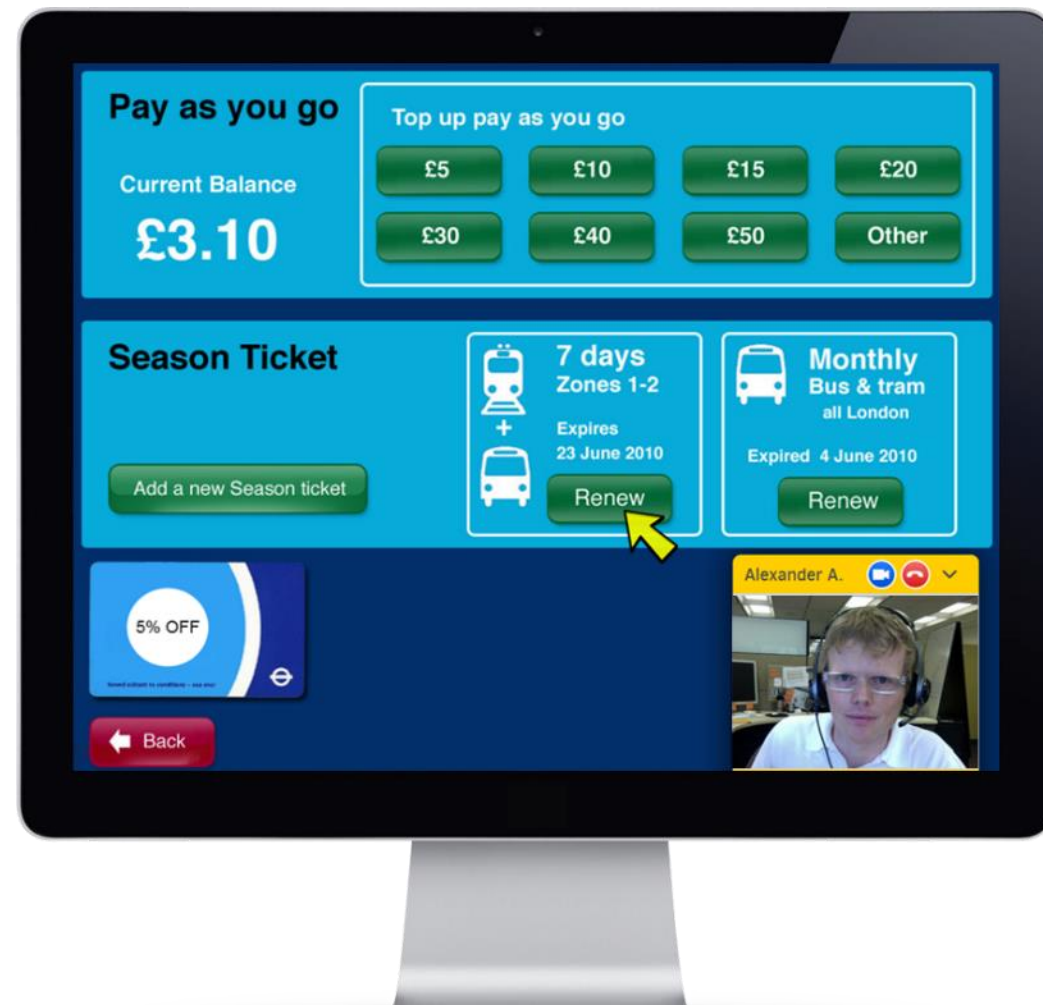 Pay as you go
Current Balance
£3.10
Top up pay as you go
£5 £10 £15 £20
£30 £40 £50 Other
Season Ticket
Add a new Season ticket
7 days
Zones 1-2
+
Expires
23 June 2010
Renew
Monthly
Bus & tram
all London
Expired 4 June 2010
Renew
5% OFF
Alexander A.
Back